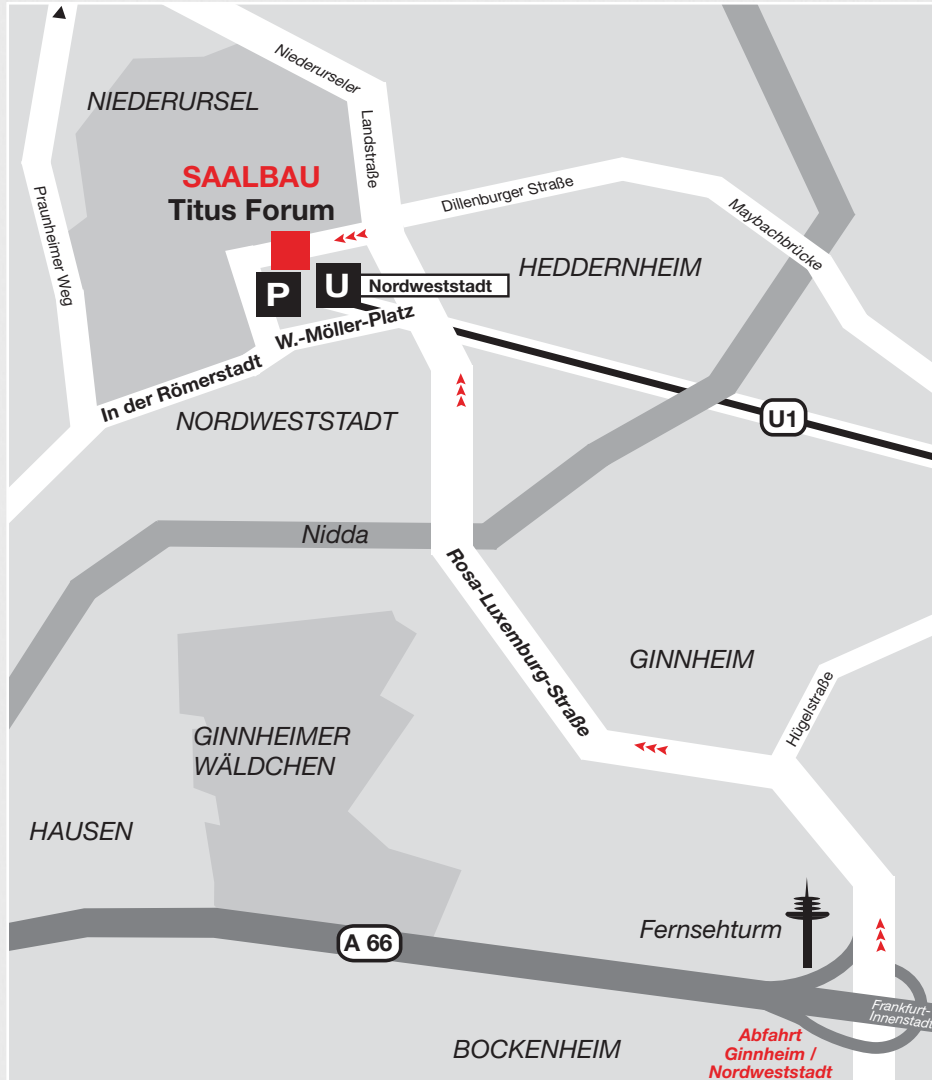 Niederurseler
Landstraße
NIEDERURSEL
SAALBAU
Titus Forum
Praunheimer Weg
Dillenburger Straße
Maybachbrücke
HEDDERNHEIM
P
U
Nordweststadt
W.-Möller-Platz
In der Römerstadt
NORDWESTSTADT
U1
Nidda
Rosa-Luxemburg-Straße
GINNHEIM
Hügelstraße
GINNHEIMER
WÄLDCHEN
HAUSEN
Fernsehturm
A 66
Frankfurt-
Innenstadt
Abfahrt
Ginnheim /
Nordweststadt
BOCKENHEIM